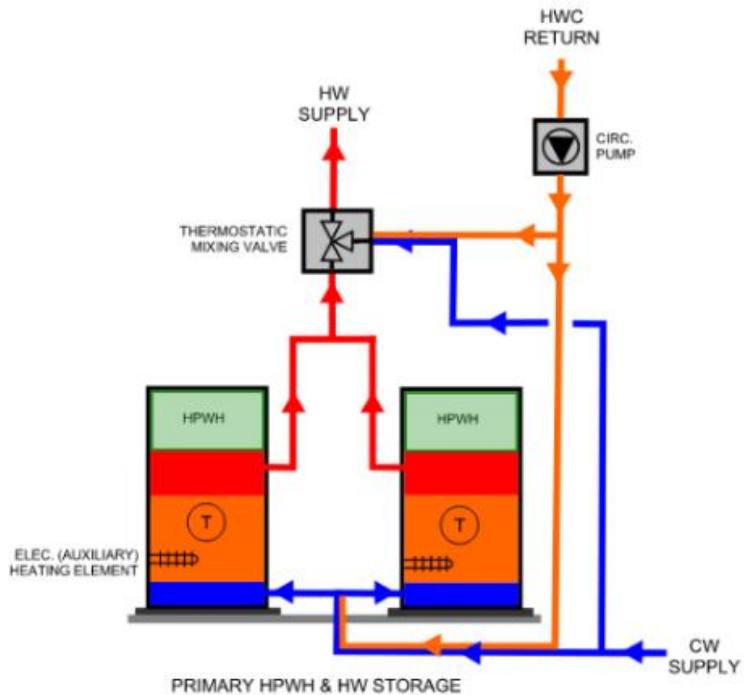 HWC
RETURN
HW
SUPPLY
CIRC.
PUMP
THERMOSTATIC
MIXING VALVE
HPWH
HPWH
T
T
ELEC. (AUXILIARY)
HEATING ELEMENT
CW
SUPPLY
PRIMARY HPWH & HW STORAGE